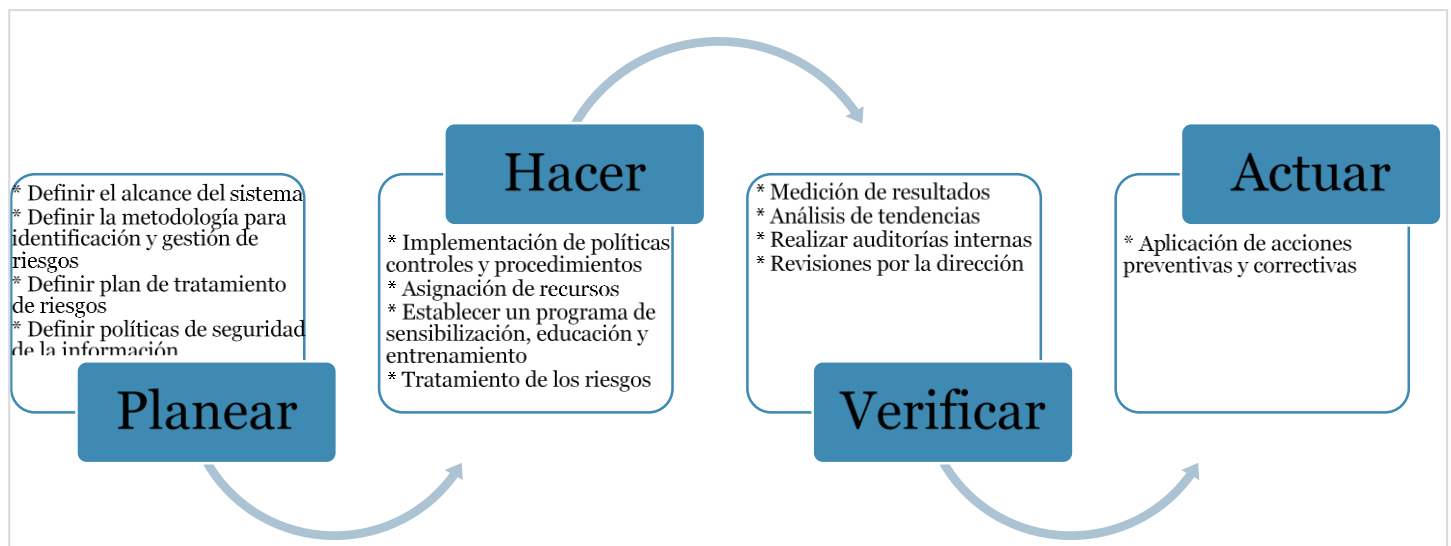 * Definir el alcance del sistema
* Definir la metodología para
identificación y gestión de
riesgos
* Definir plan de tratamiento
de riesgos
* Definir políticas de seguridad
de la información
Planear
Hacer
* Implementación de políticas
controles y procedimientos
* Asignación de recursos
* Establecer un programa de
sensibilización, educación y
entrenamiento
* Tratamiento de los riesgos
* Medición de resultados
* Análisis de tendencias
* Realizar auditorías internas
* Revisiones por la dirección
Verificar
Actuar
* Aplicación de acciones
preventivas y correctivas